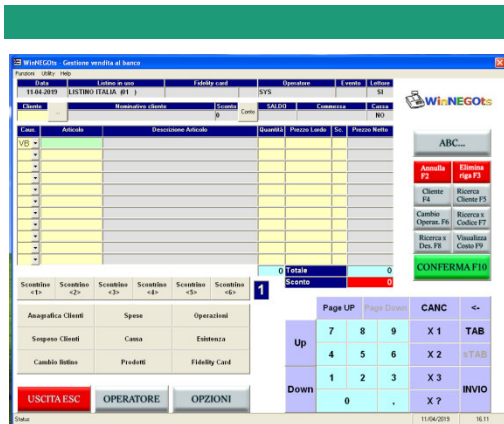 WinNEGOts - Gestione vendita al banco
Funzioni Utility Help
Data Listino in uso Fidelity card Operatore Evento Lettore
11-04-2019 LISTINO ITALIA (01 ) SYS SI
Cliente Nominativo cliente Sconto Conto SALDO Commessa Cassa
... 0 NO
WinNEGOts
Caus. Articolo Descrizione Articolo Quantità Prezzo Lordo Sc. Prezzo Netto
VB
ABC...
Annulla F2
Elimina riga F3
Cliente F4
Ricerca Cliente F5
Cambio Operat. F6
Ricerca x Codice F7
Ricerca x Des. F8
Visualizza Costo F9
CONFERMA F10
0 Totale 0
Sconto 0
Scontrino <1> Scontrino <2> Scontrino <3> Scontrino <4> Scontrino <5> Scontrino <6>
1
Anagrafica Clienti Spese Operazioni
Sospeso Clienti Cassa Esistenza
Cambio listino Prodotti Fidelity Card
Page UP Page Down CANC <-
Up 7 8 9 X 1 TAB
4 5 6 X 2 sTAB
Down 1 2 3 X 3 INVIO
0 . X ?
USCITA ESC OPERATORE OPZIONI
Status 11/04/2019 16.11